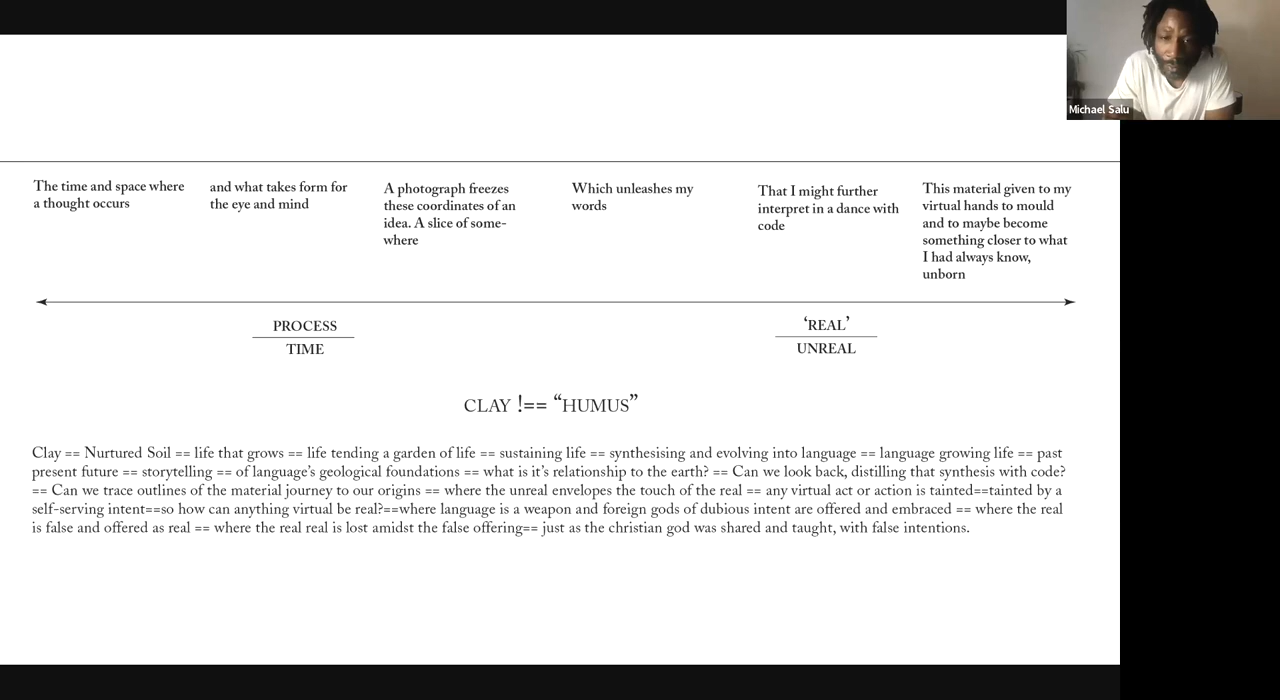 Michael Salu
The time and space where
a thought occurs
and what takes form for
the eye and mind
A photograph freezes
these coordinates of an
idea. A slice of some-
where
Which unleashes my
words
That I might further
interpret in a dance with
code
This material given to my
virtual hands to mould
and to maybe become
something closer to what
I had always know,
unborn
PROCESS
TIME
‘REAL’
UNREAL
CLAY !== “HUMUS”
Clay == Nurtured Soil == life that grows == life tending a garden of life == sustaining life == synthesising and evolving into language == language growing life == past
present future == storytelling == of language’s geological foundations == what is it’s relationship to the earth? == Can we look back, distilling that synthesis with code?
== Can we trace outlines of the material journey to our origins == where the unreal envelopes the touch of the real == any virtual act or action is tainted==tainted by a
self-serving intent==so how can anything virtual be real?==where language is a weapon and foreign gods of dubious intent are offered and embraced == where the real
is false and offered as real == where the real real is lost amidst the false offering== just as the christian god was shared and taught, with false intentions.